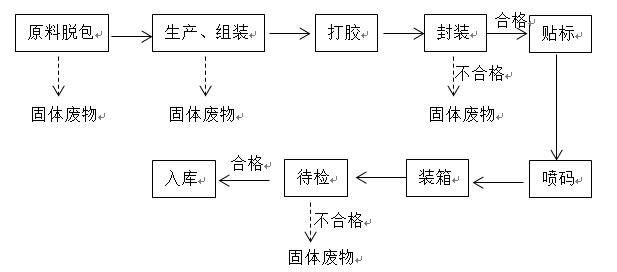 原料脱包
生产、组装
打胶
封装
合格
贴标
不合格
固体废物
固体废物
固体废物
入库
合格
待检
装箱
喷码
不合格
固体废物